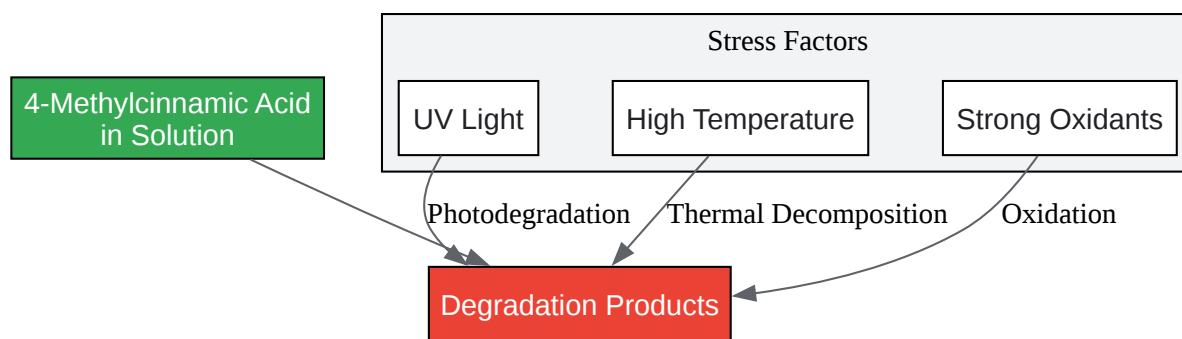 Stress Factors
4-Methylcinnamic Acid
in Solution
UV Light
High Temperature
Strong Oxidants
Photodegradation
Thermal Decomposition
Oxidation
Degradation Products